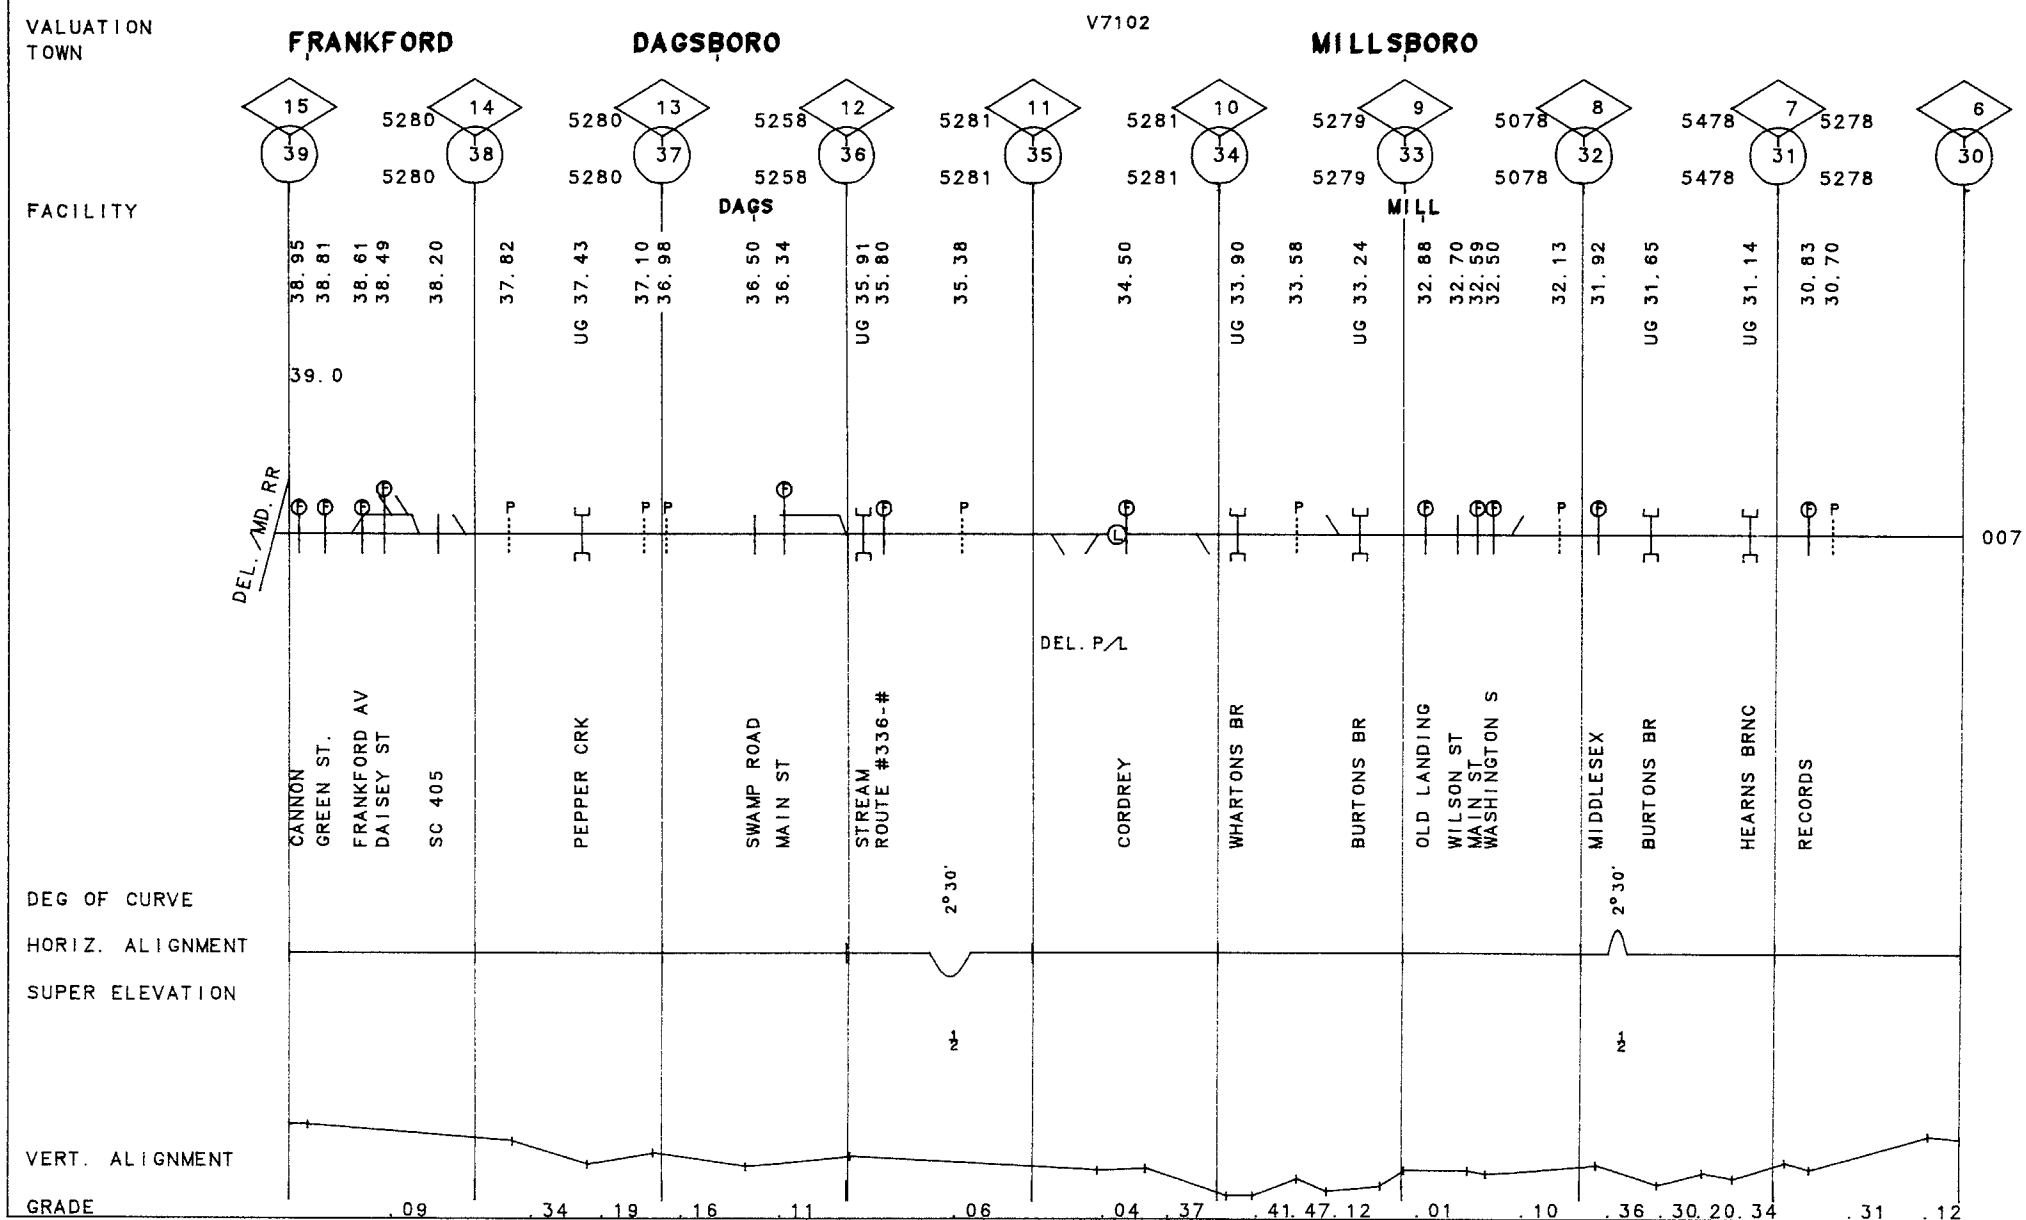 V7102
VALUATION
TOWN
FRANKFORD DAGSBORO MILLSBORO
15 14 13 12 11 10 9 8 7 6
5280 5280 5258 5281 5281 5279 5078 5478 5278
39 38 37 36 35 34 33 32 31 30
5280 5280 5258 5281 5281 5279 5078 5478 5278
FACILITY DAGS MILL
38.95 38.81 38.61 38.49 38.20 37.82 UG 37.43 37.10 36.98 36.50 36.34 UG 35.91 35.80 35.38 34.50 UG 33.90 33.58 UG 33.24 32.88 32.70 32.59 32.50 32.13 31.92 UG 31.65 UG 31.14 30.83 30.70
39.0
DEL./MD. RR
F F F F P P P F F P L F P F F F P F F P
007
DEL. P/L
CANNON
GREEN ST.
FRANKFORD AV
DAISEY ST
SC 405
PEPPER CRK
SWAMP ROAD
MAIN ST
STREAM
ROUTE #336-#
CORDREY
WHARTONS BR
BURTONS BR
OLD LANDING
WILSON ST
MAIN ST
WASHINGTON S
MIDDLESEX
BURTONS BR
HEARNS BRNC
RECORDS
DEG OF CURVE 2°30' 2°30'
HORIZ. ALIGNMENT
SUPER ELEVATION
1/2 1/2
VERT. ALIGNMENT
GRADE .09 .34 .19 .16 .11 .06 .04 .37 .41 .47 .12 .01 .10 .36 .30 .20 .34 .31 .12